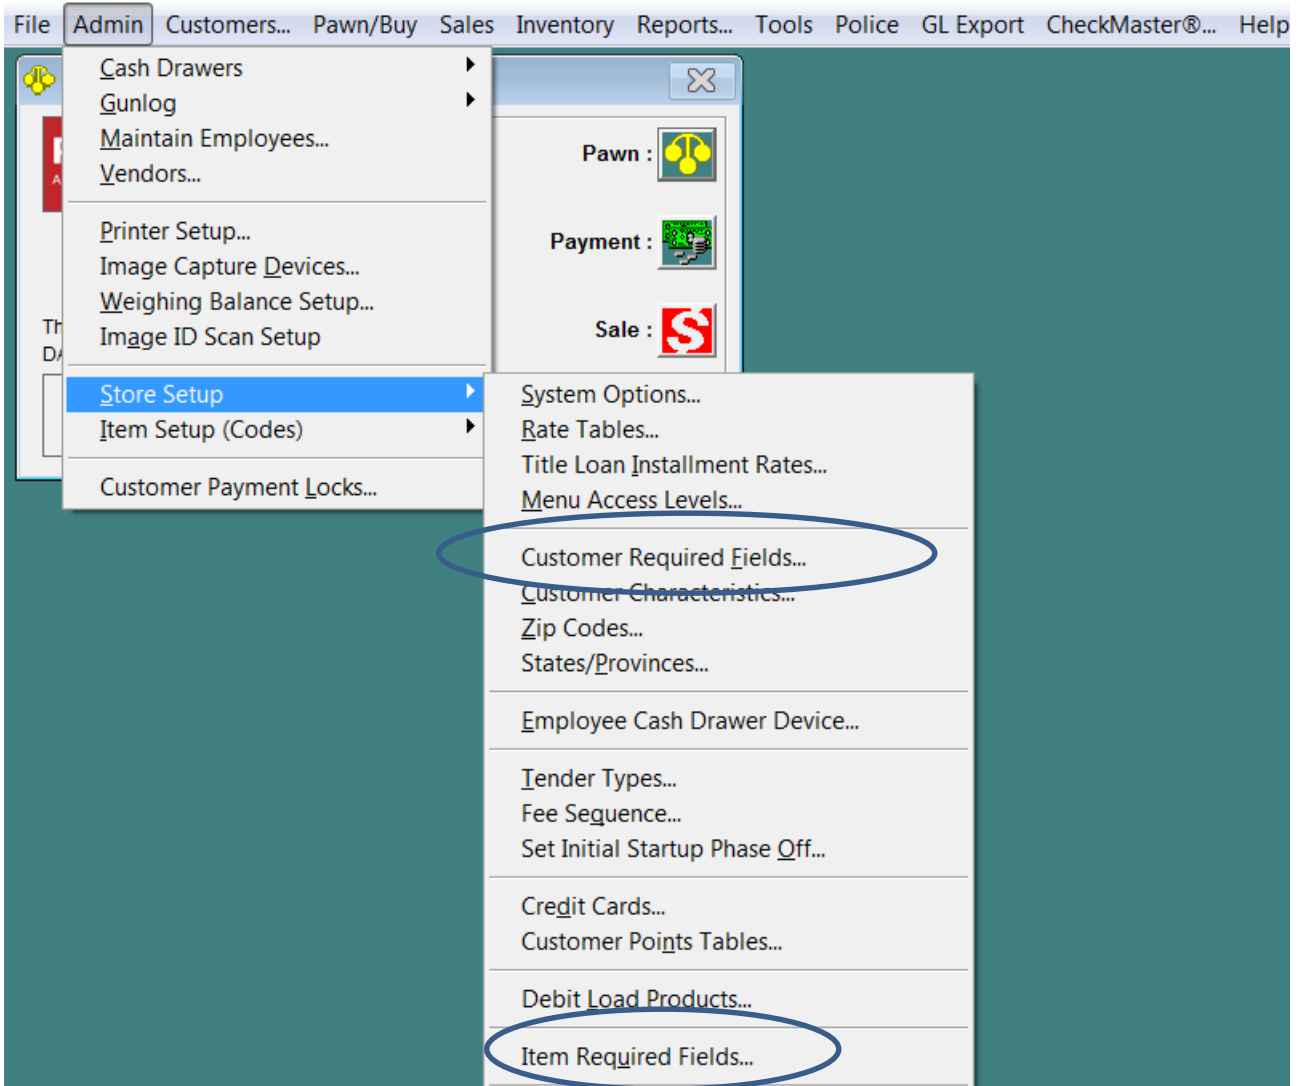 File Admin Customers... Pawn/Buy Sales Inventory Reports... Tools Police GL Export CheckMaster®... Help
Cash Drawers
Gunlog
Maintain Employees...
Vendors...
Printer Setup...
Image Capture Devices...
Weighing Balance Setup...
Image ID Scan Setup
Store Setup
Item Setup (Codes)
Customer Payment Locks...
Pawn :
Payment :
Sale :
S
System Options...
Rate Tables...
Title Loan Installment Rates...
Menu Access Levels...
Customer Required Fields...
Customer Characteristics...
Zip Codes...
States/Provinces...
Employee Cash Drawer Device...
Tender Types...
Fee Sequence...
Set Initial Startup Phase Off...
Credit Cards...
Customer Points Tables...
Debit Load Products...
Item Required Fields...